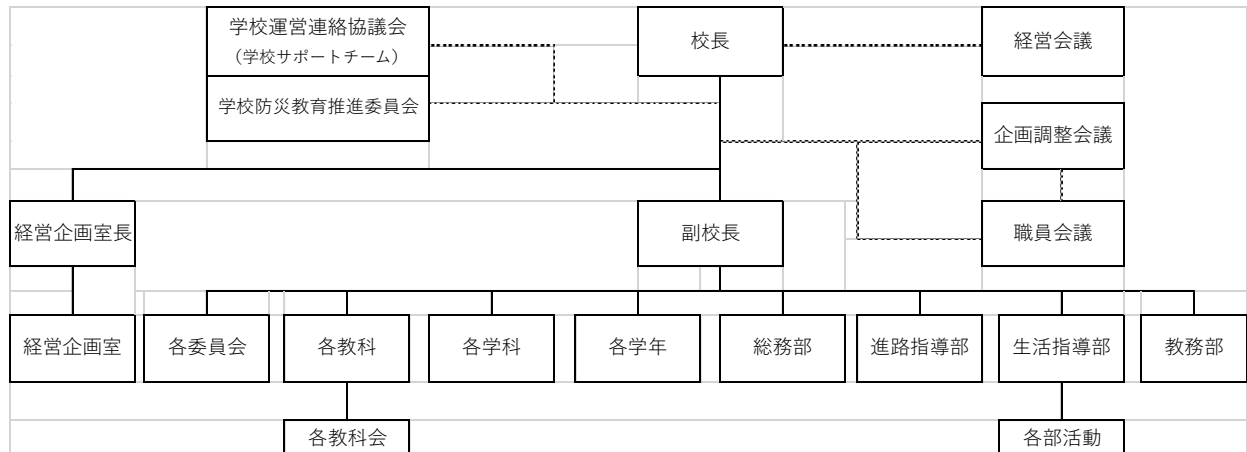 学校運営連絡協議会
（学校サポートチーム）
校長
経営会議
学校防災教育推進委員会
企画調整会議
経営企画室長
副校長
職員会議
経営企画室
各委員会
各教科
各学科
各学年
総務部
進路指導部
生活指導部
教務部
各教科会
各部活動